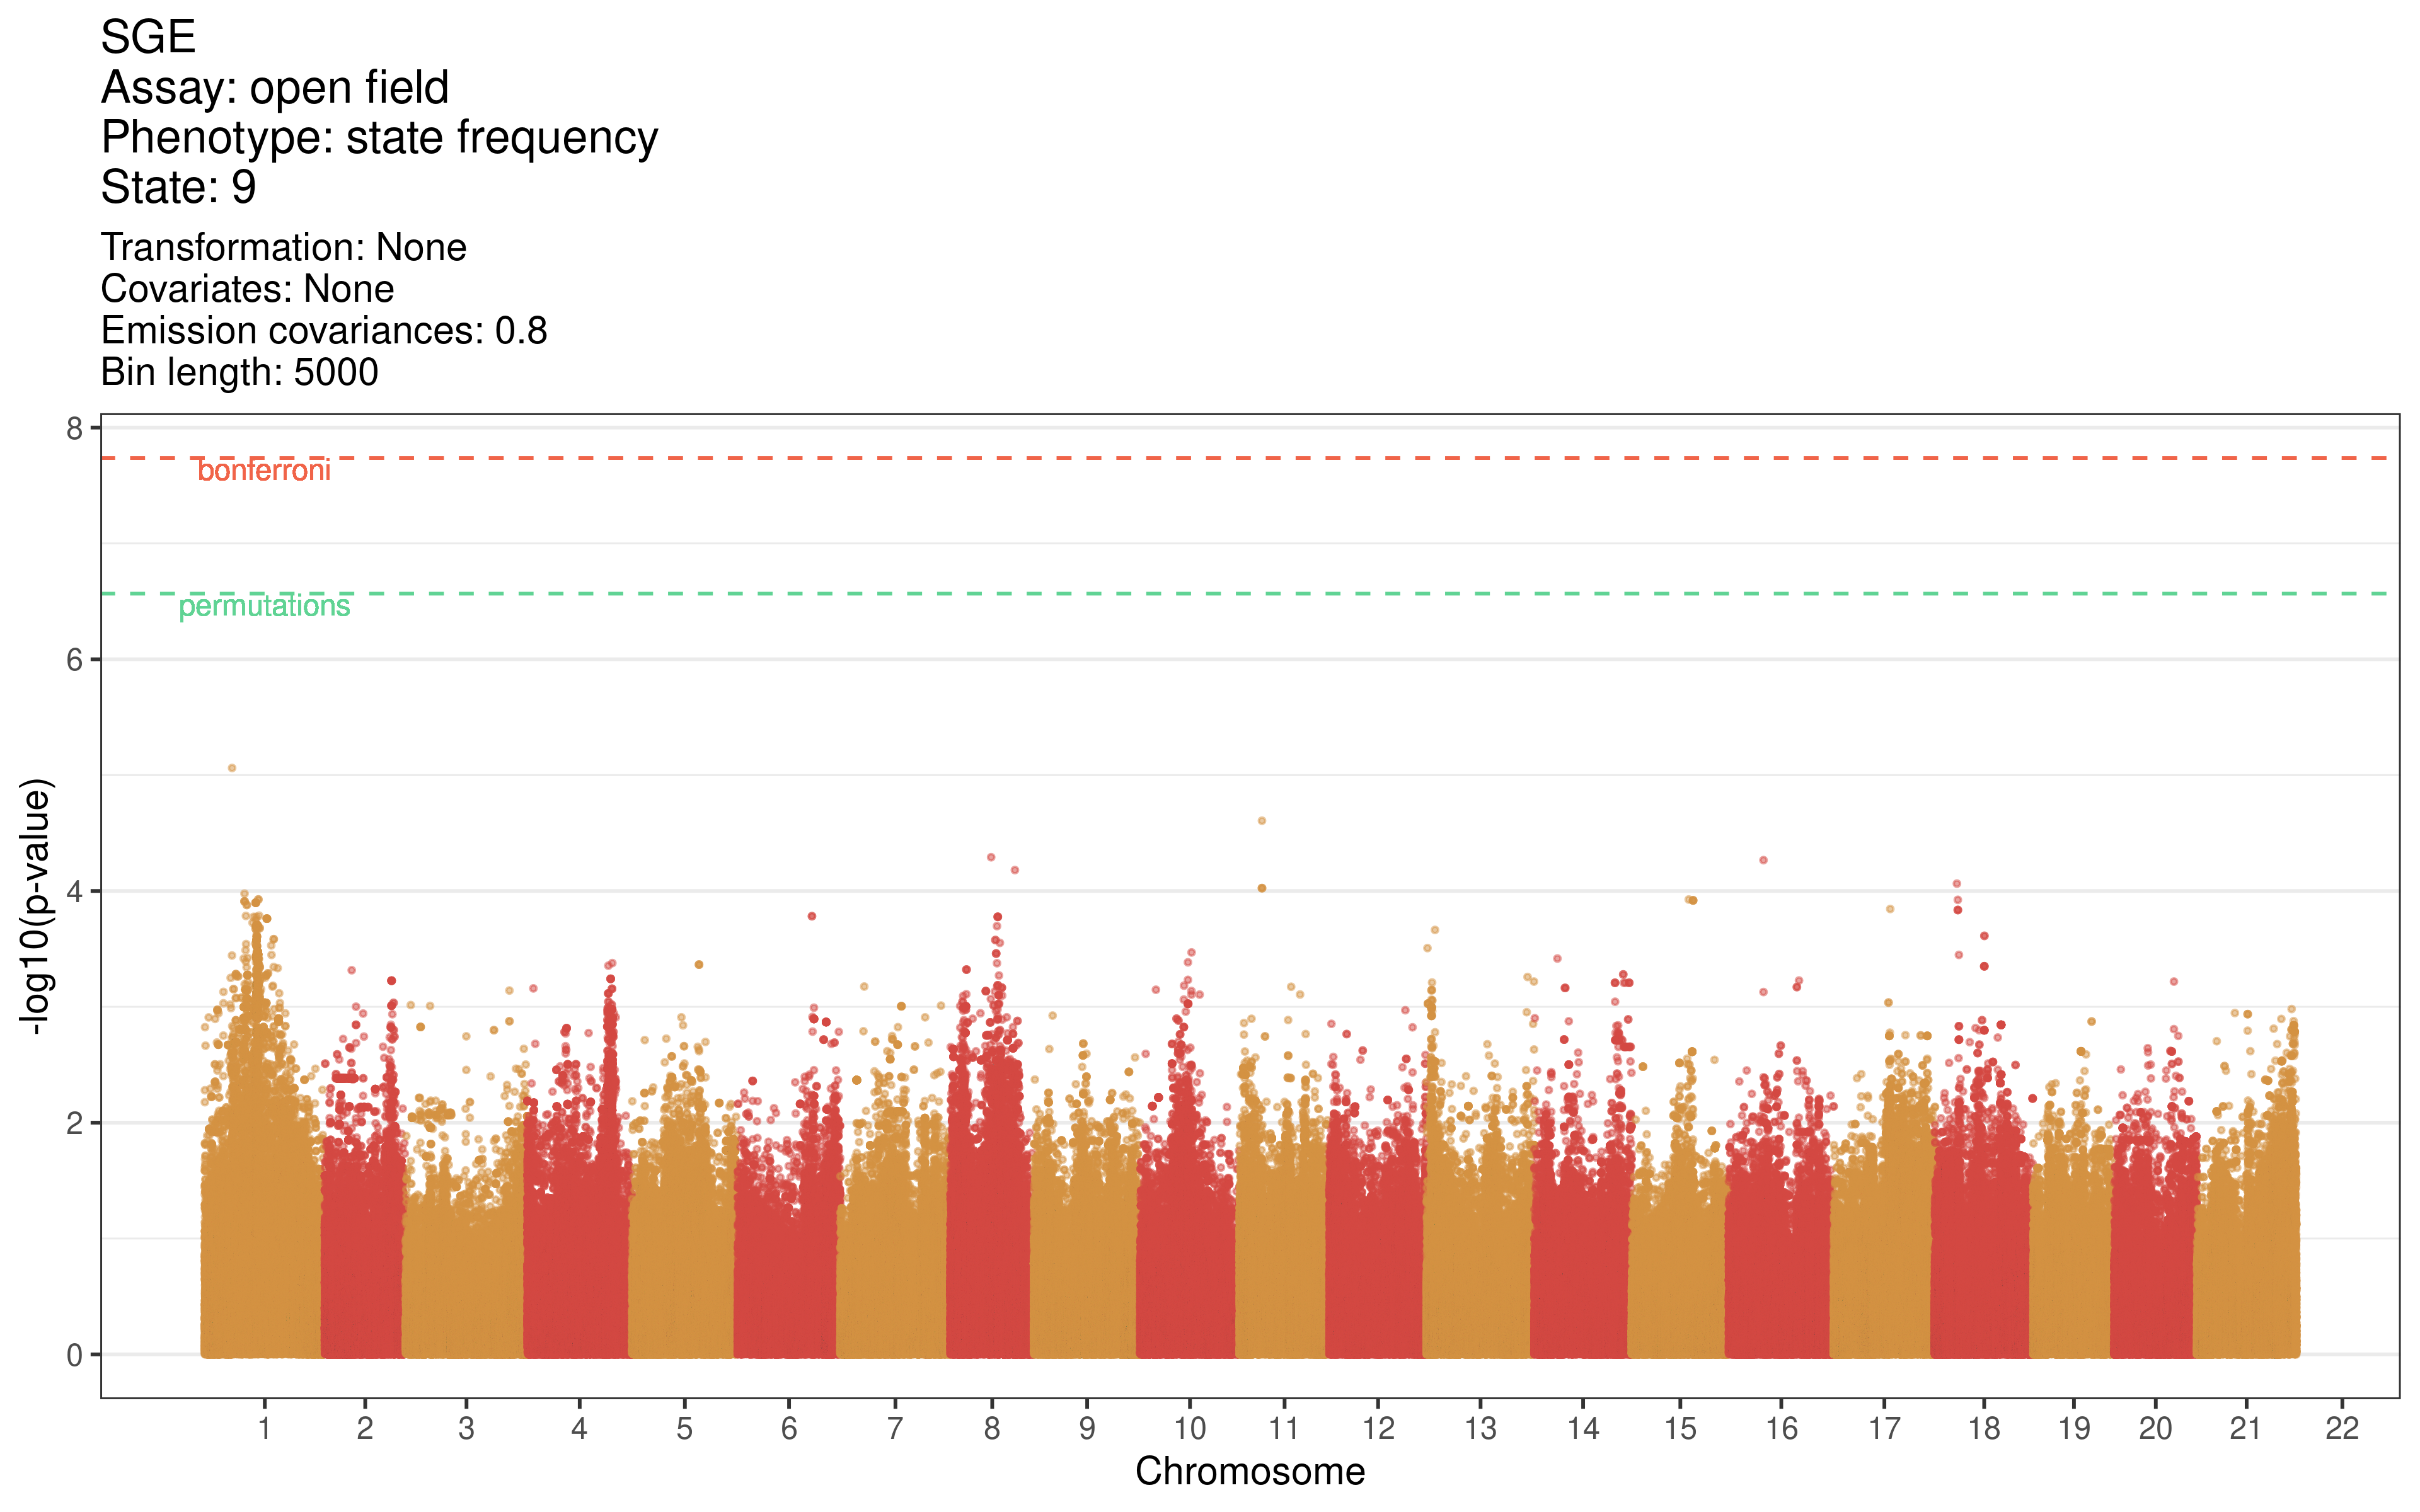 SGE
Assay: open field
Phenotype: state frequency
State: 9
Transformation: None
Covariates: None
Emission covariances: 0.8
Bin length: 5000
8
bonferroni
permutations
6
4
2
0
-log10(p-value)
1 2 3 4 5 6 7 8 9 10 11 12 13 14 15 16 17 18 19 20 21 22
Chromosome